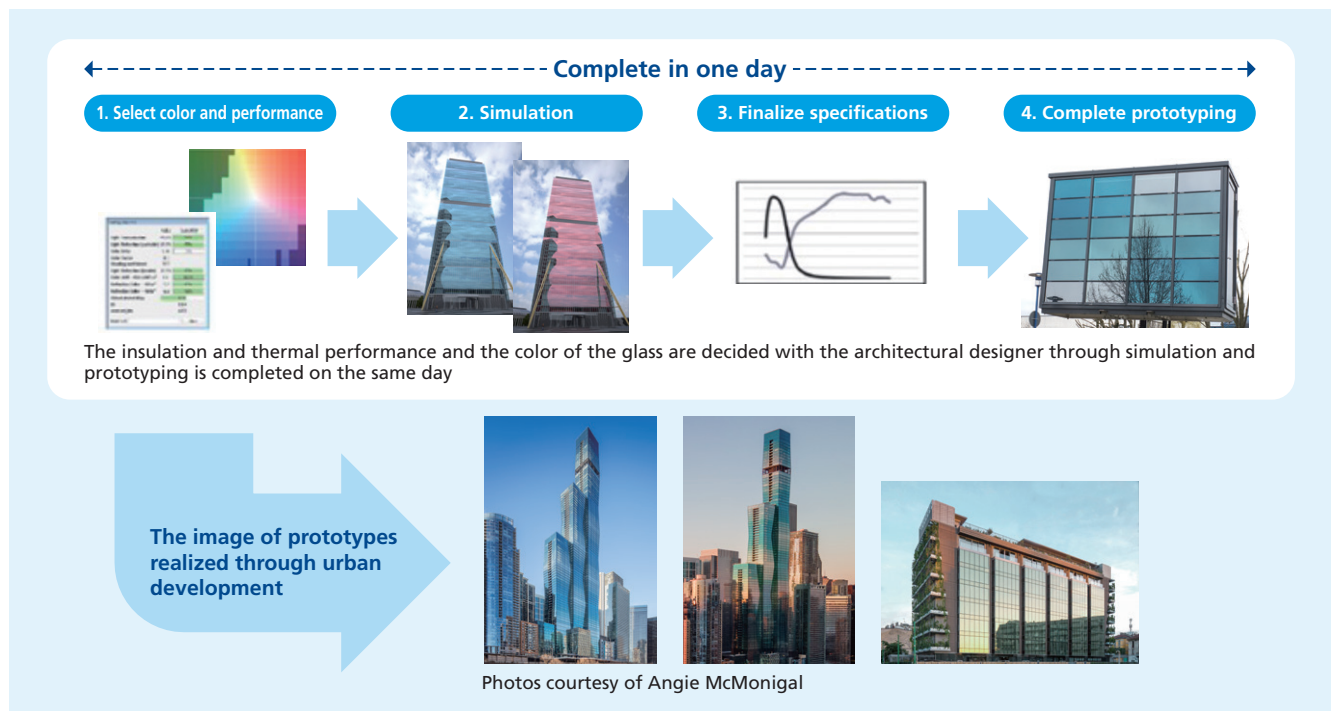 Complete in one day
1. Select color and performance
2. Simulation
3. Finalize specifications
4. Complete prototyping
The insulation and thermal performance and the color of the glass are decided with the architectural designer through simulation and
prototyping is completed on the same day
The image of prototypes
realized through urban
development
Photos courtesy of Angie McMonigal